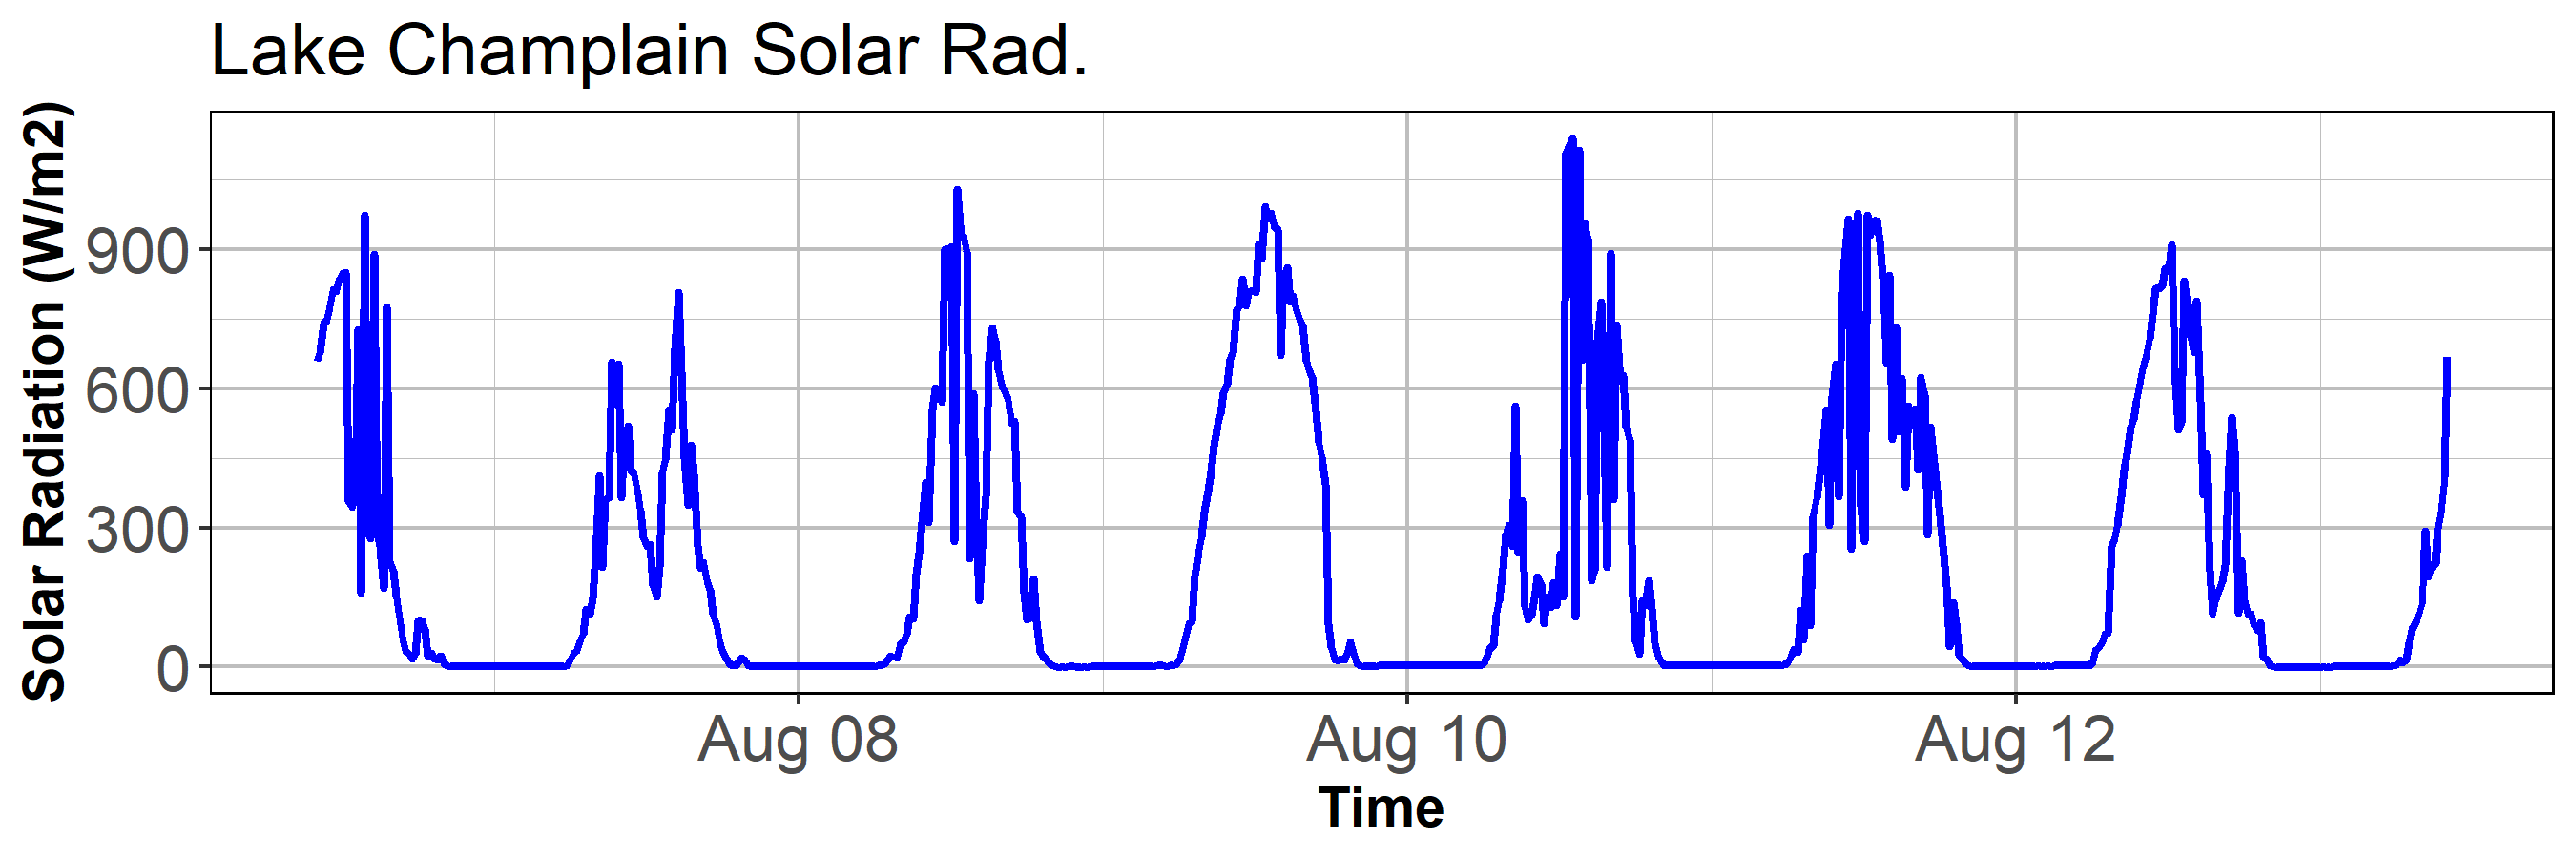 Lake Champlain Solar Rad.
Solar Radiation (W/m2)
900
600
300
0
Aug 08
Aug 10
Aug 12
Time